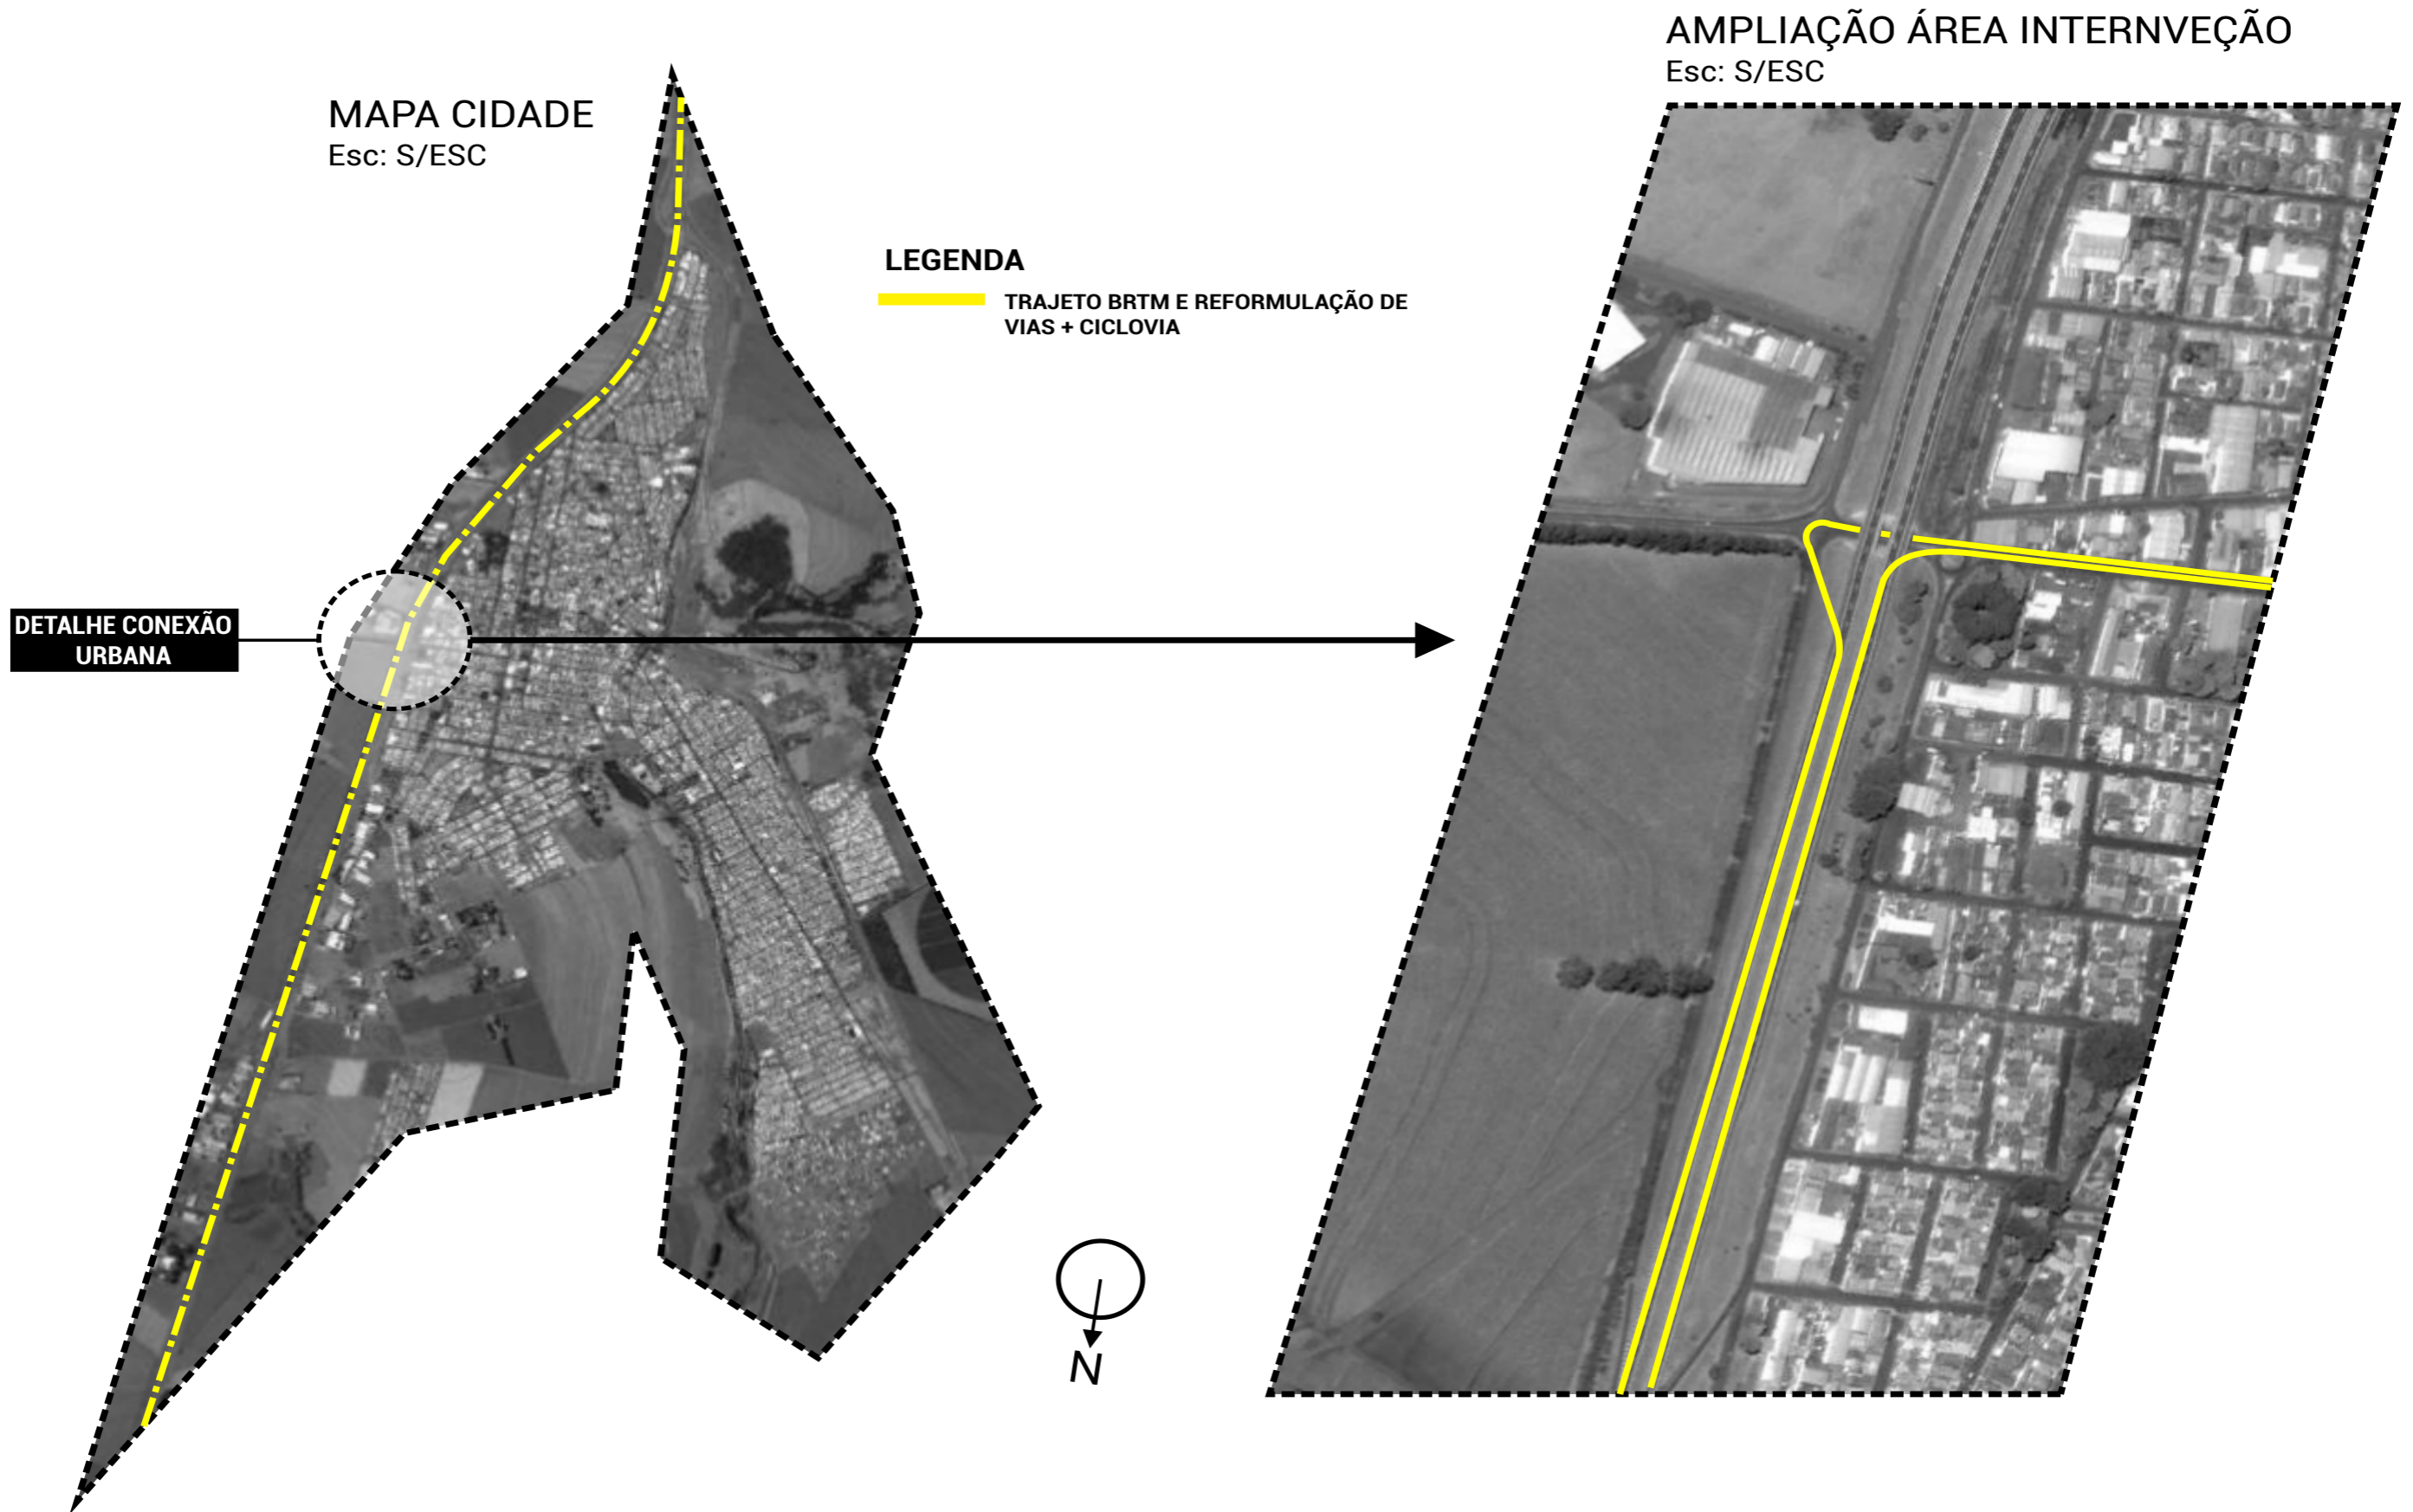 AMPLIAÇÃO ÁREA INTERNVEÇÃO
Esc: S/ESC
MAPA CIDADE
Esc: S/ESC
LEGENDA
TRAJETO BRTM E REFORMULAÇÃO DE
VIAS + CICLOVIA
DETALHE CONEXÃO
URBANA
N